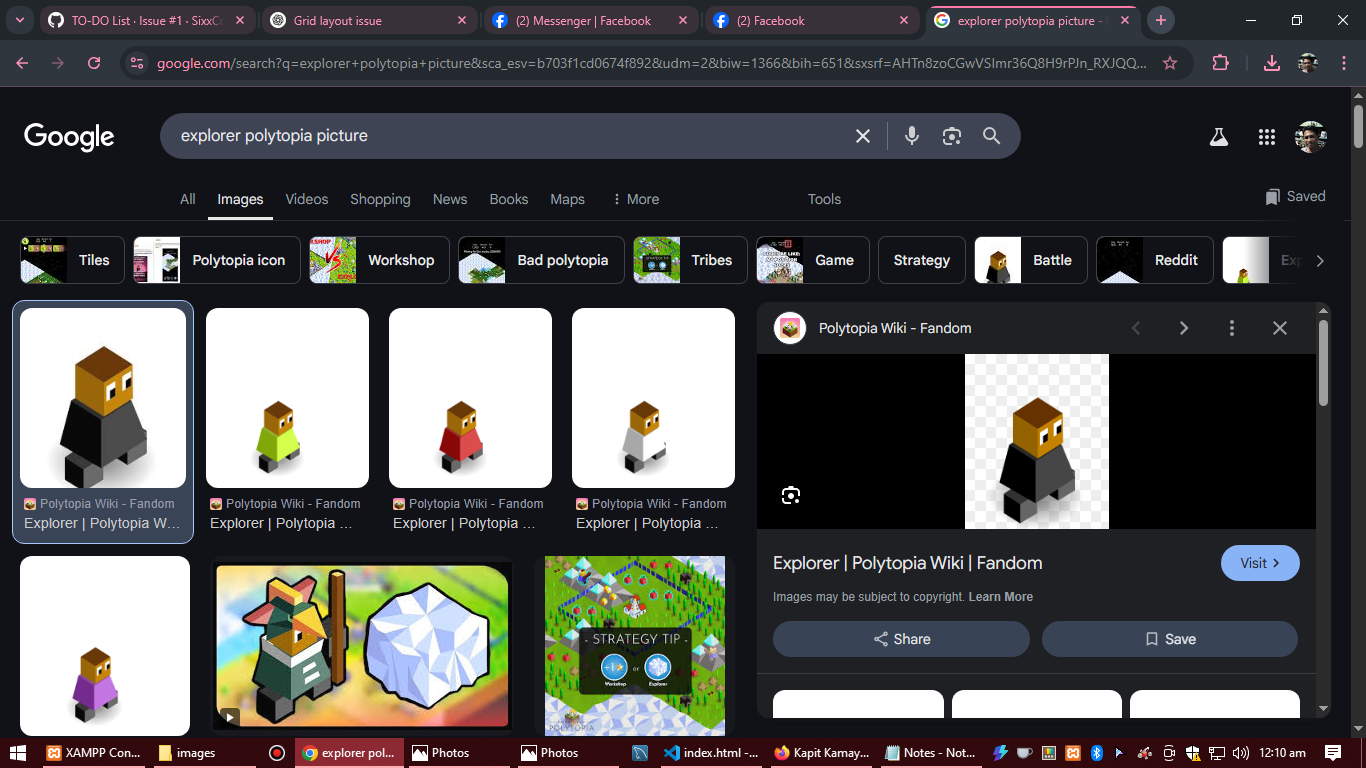 TO-DO List · Issue #1 · SixxCo
Grid layout issue
(2) Messenger | Facebook
(2) Facebook
explorer polytopia picture -
google.com/search?q=explorer+polytopia+picture&sca_esv=b703f1cd0674f892&udm=2&biw=1366&bih=651&sxsrf=AHTn8zoCGwVSImr36Q8H9rPJn_RXJQQ...
Google
explorer polytopia picture
All
Images
Videos
Shopping
News
Books
Maps
More
Tools
Saved
Tiles
Polytopia icon
Workshop
Bad polytopia
Tribes
Game
Strategy
Battle
Reddit
Exp
Polytopia Wiki - Fandom
Explorer | Polytopia W...
Polytopia Wiki - Fandom
Explorer | Polytopia ...
Polytopia Wiki - Fandom
Explorer | Polytopia ...
Polytopia Wiki - Fandom
Explorer | Polytopia ...
Polytopia Wiki - Fandom
Explorer | Polytopia Wiki | Fandom
Visit
Images may be subject to copyright. Learn More
Share
Save
- STRATEGY TIP -
+1
or
Workshop
Explorer
POLYTOPIA
XAMPP Con...
images
explorer pol...
Photos
Photos
index.html -...
Kapit Kamay...
Notes - Not...
12:10 am